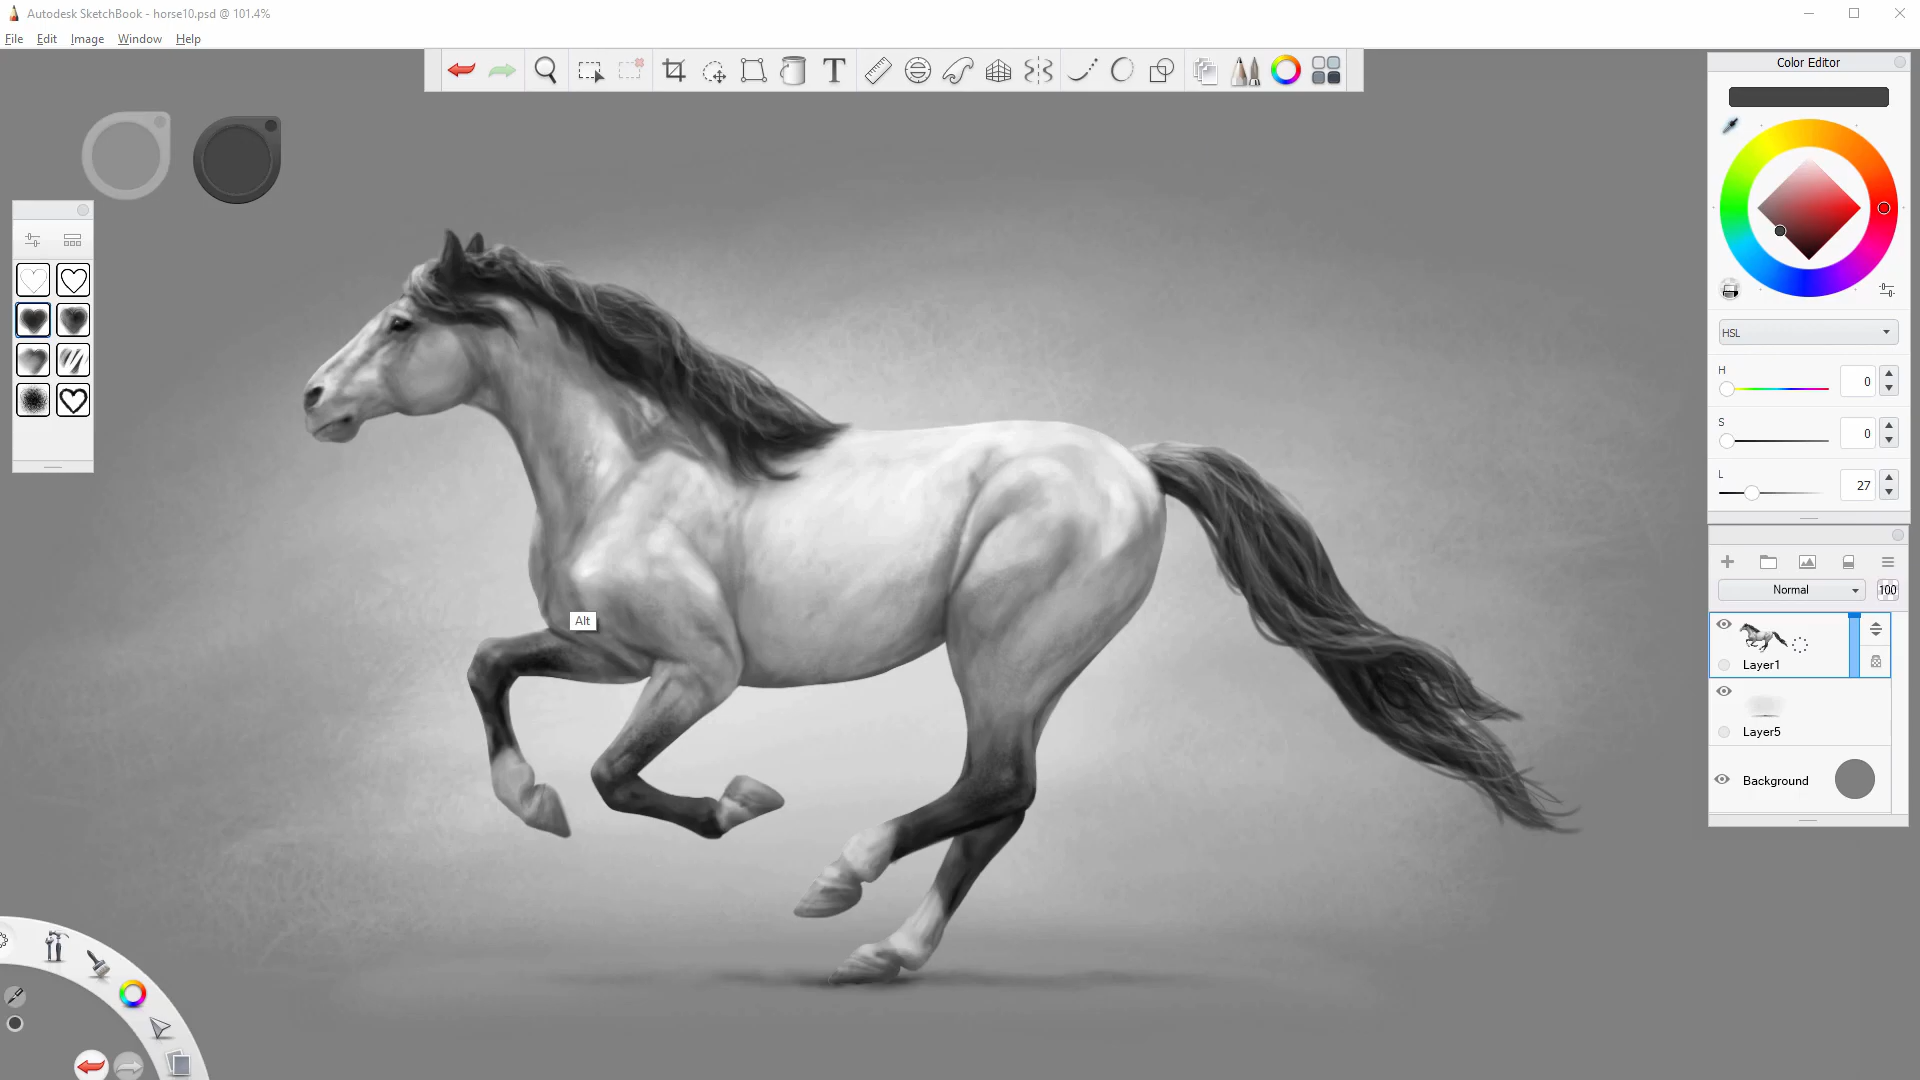 Autodesk SketchBook - horse10.psd @ 101.4%
File Edit Image Window Help
T
Color Editor
HSL
H 0
S 0
L 27
Normal 100
Layer1
Layer5
Background
Alt